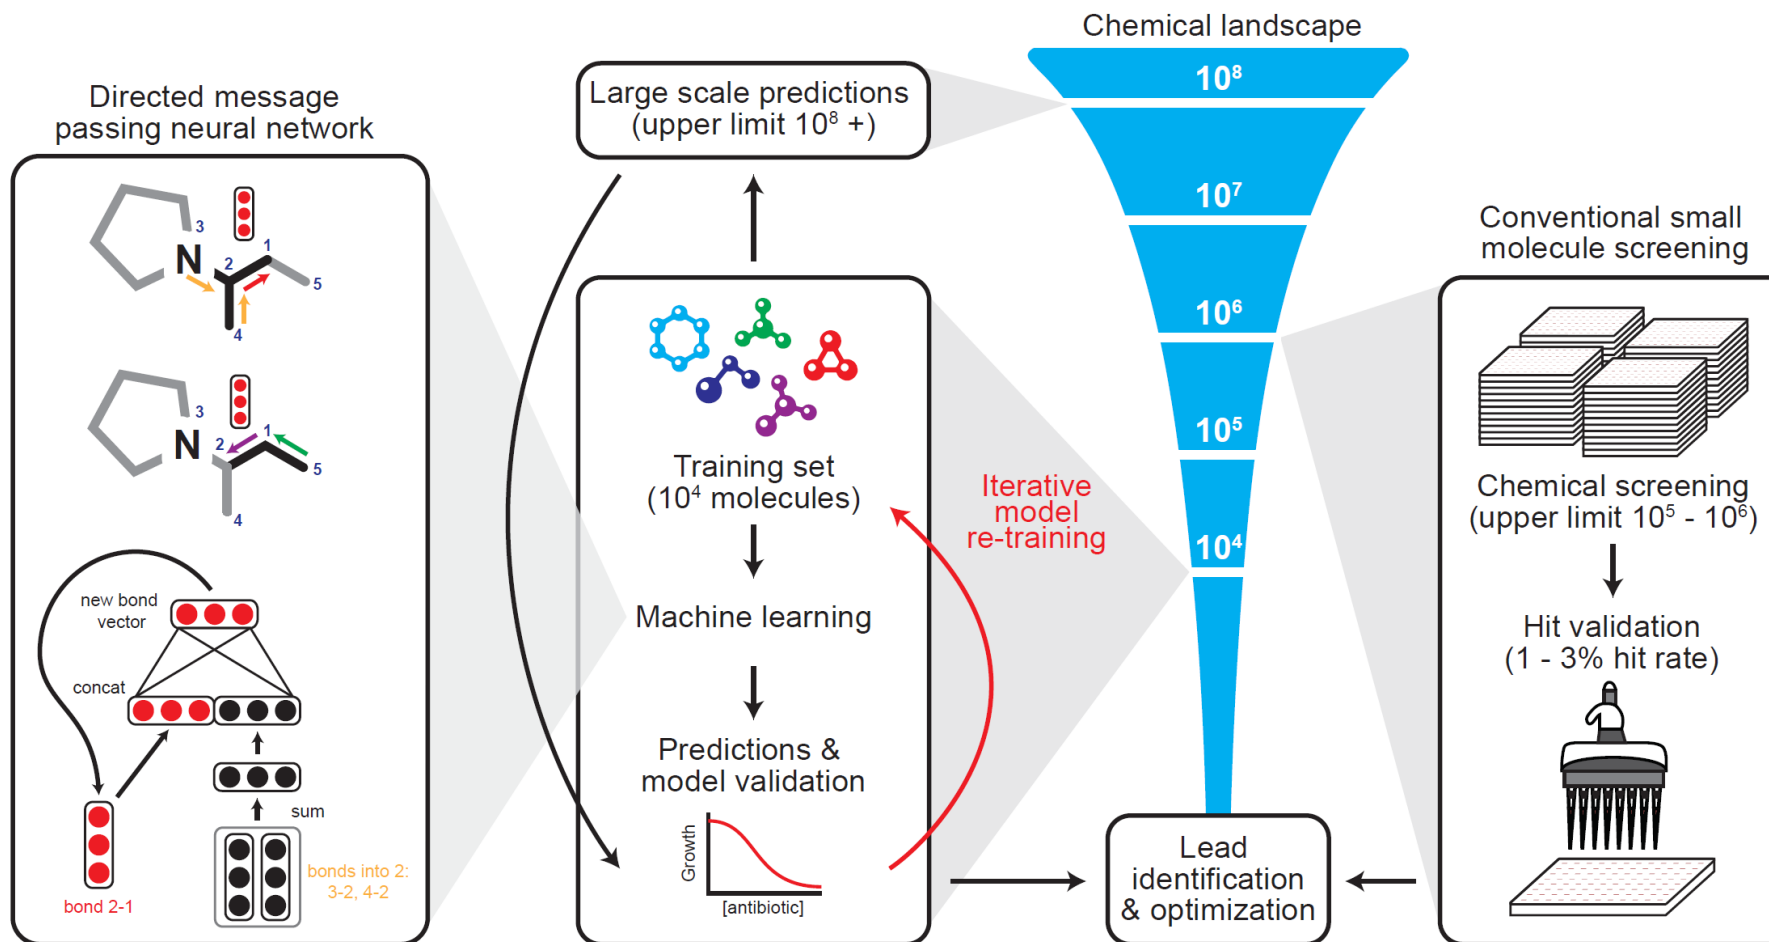 Directed message
passing neural network
3
1
N
2
5
4
3
1
N
2
5
4
new bond
vector
concat
sum
bond 2-1
bonds into 2:
3-2, 4-2
Large scale predictions
(upper limit 10⁸ +)
Training set
(10⁴ molecules)
Machine learning
Predictions &
model validation
Growth
[antibiotic]
Iterative
model
re-training
Chemical landscape
10⁸
10⁷
10⁶
10⁵
10⁴
Lead
identification
& optimization
Conventional small
molecule screening
Chemical screening
(upper limit 10⁵ - 10⁶)
Hit validation
(1 - 3% hit rate)